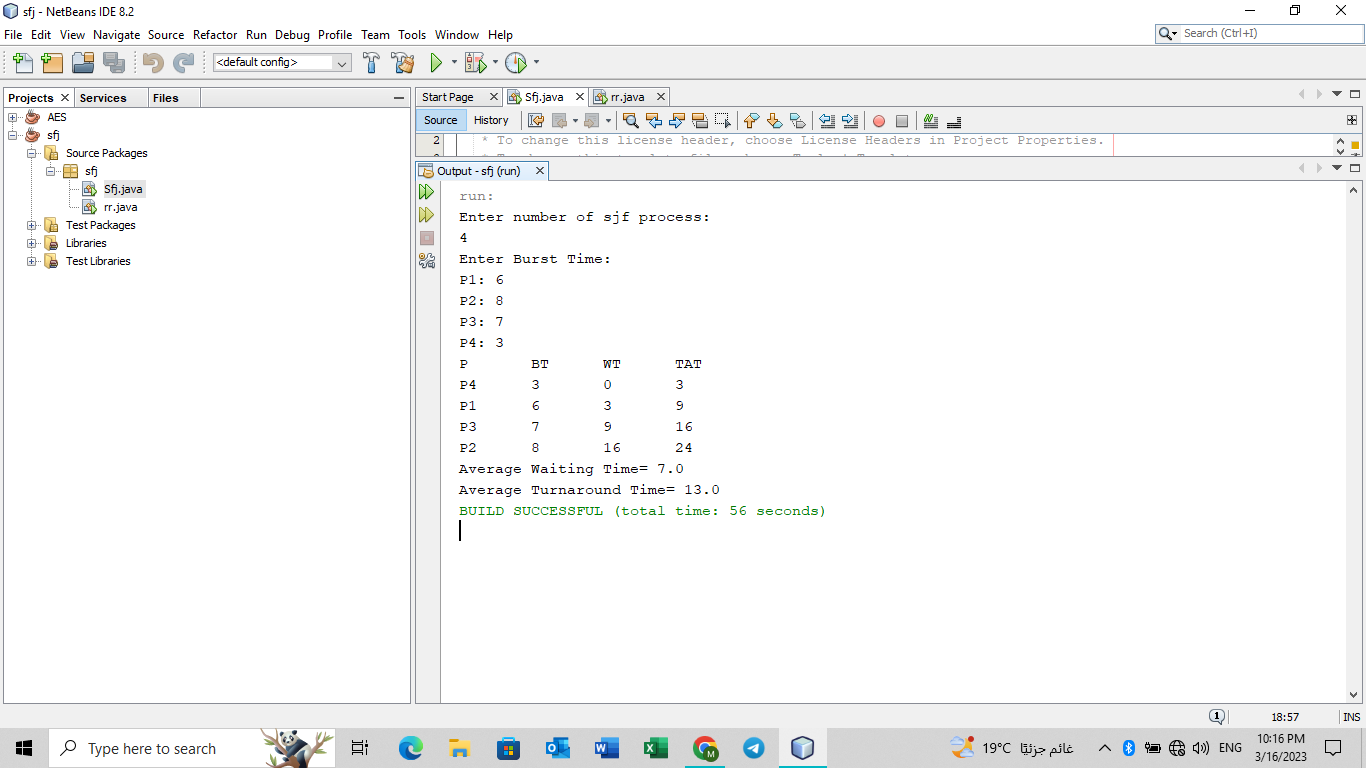 sfj - NetBeans IDE 8.2
File Edit View Navigate Source Refactor Run Debug Profile Team Tools Window Help
Search (Ctrl+I)
<default config>
Projects Services Files
AES
sfj
Source Packages
sfj
Sfj.java
rr.java
Test Packages
Libraries
Test Libraries
Start Page Sfj.java rr.java
Source History
2 * To change this license header, choose License Headers in Project Properties.
Output - sfj (run)
run:
Enter number of sjf process:
4
Enter Burst Time:
P1: 6
P2: 8
P3: 7
P4: 3
P BT WT TAT
P4 3 0 3
P1 6 3 9
P3 7 9 16
P2 8 16 24
Average Waiting Time= 7.0
Average Turnaround Time= 13.0
BUILD SUCCESSFUL (total time: 56 seconds)
1 18:57 INS
Type here to search
19°C غائم جزئيًا
ENG
10:16 PM
3/16/2023